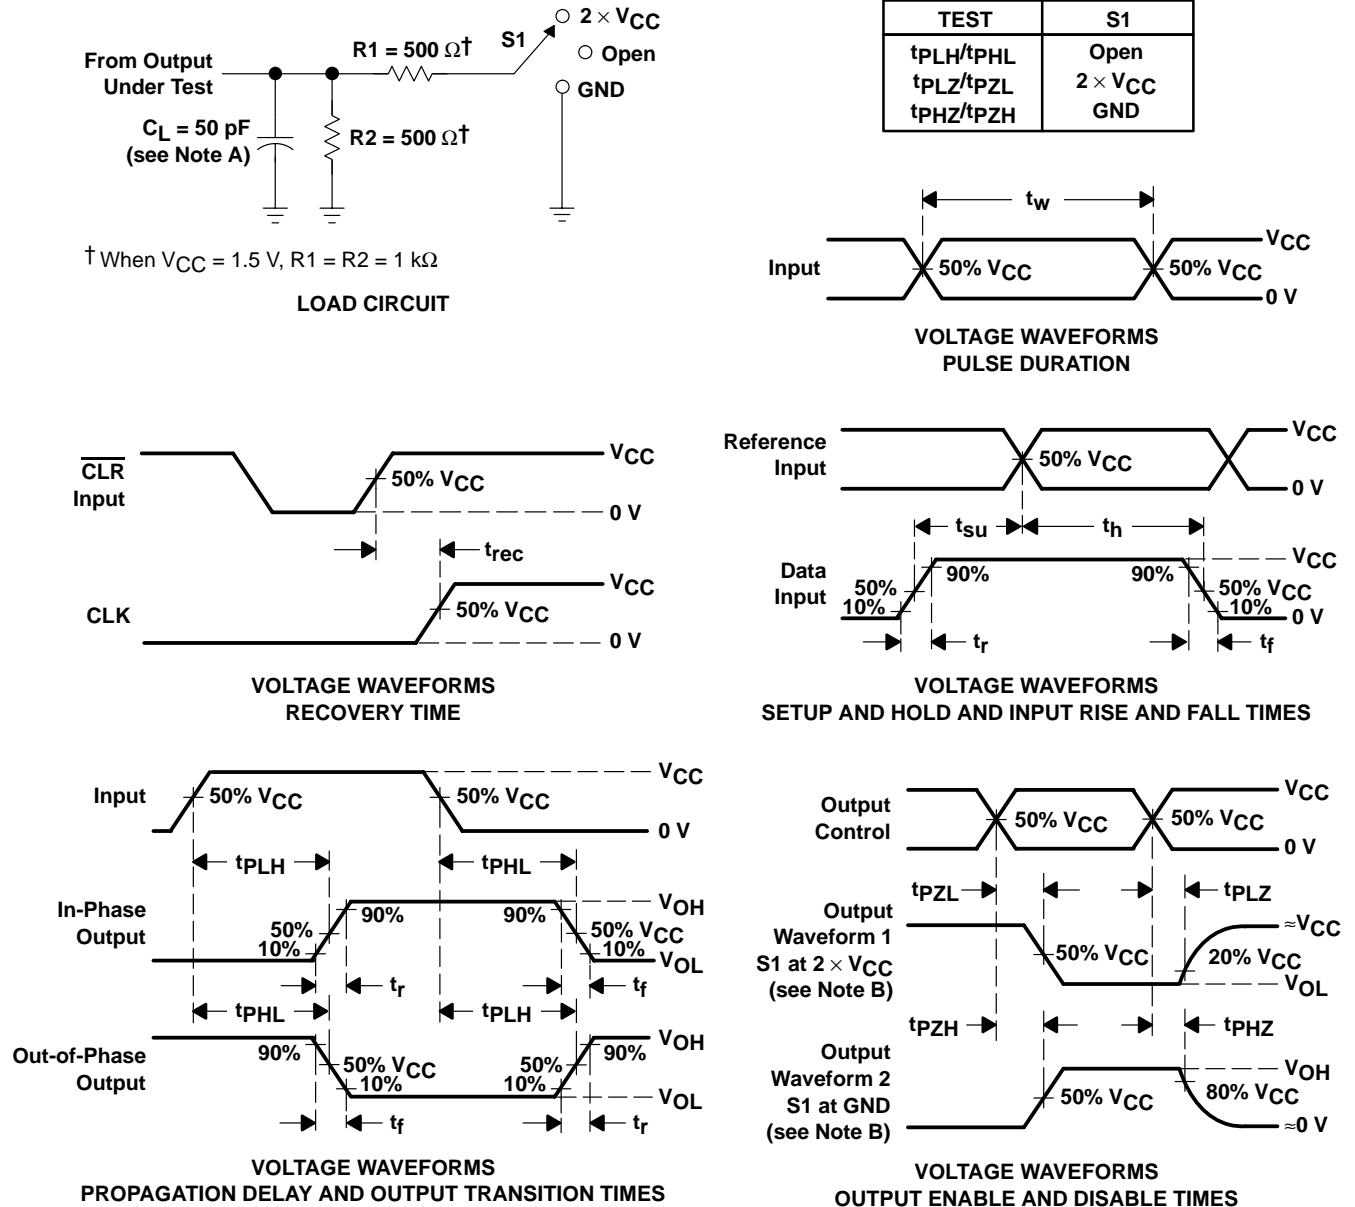 From Output
Under Test
CL = 50 pF
(see Note A)
R1 = 500 Ω†
R2 = 500 Ω†
S1
2 × VCC
Open
GND
† When VCC = 1.5 V, R1 = R2 = 1 kΩ
LOAD CIRCUIT
TEST S1
tPLH/tPHL Open
tPLZ/tPZL 2 × VCC
tPHZ/tPZH GND
tw
Input
50% VCC
50% VCC
VCC
0 V
VOLTAGE WAVEFORMS
PULSE DURATION
CLR
Input
50% VCC
VCC
0 V
trec
CLK
50% VCC
VCC
0 V
VOLTAGE WAVEFORMS
RECOVERY TIME
Reference
Input
50% VCC
VCC
0 V
tsu
th
Data
Input
50%
10%
90%
90%
50% VCC
10%
VCC
0 V
tr
tf
VOLTAGE WAVEFORMS
SETUP AND HOLD AND INPUT RISE AND FALL TIMES
Input
50% VCC
50% VCC
VCC
0 V
tPLH
tPHL
In-Phase
Output
50%
10%
90%
90%
50% VCC
10%
VOH
VOL
tr
tf
tPHL
tPLH
Out-of-Phase
Output
90%
50% VCC
10%
50%
10%
90%
VOH
VOL
tf
tr
VOLTAGE WAVEFORMS
PROPAGATION DELAY AND OUTPUT TRANSITION TIMES
Output
Control
50% VCC
50% VCC
VCC
0 V
tPZL
tPLZ
Output
Waveform 1
S1 at 2 × VCC
(see Note B)
50% VCC
20% VCC
≈VCC
VOL
tPZH
tPHZ
Output
Waveform 2
S1 at GND
(see Note B)
50% VCC
80% VCC
VOH
≈0 V
VOLTAGE WAVEFORMS
OUTPUT ENABLE AND DISABLE TIMES